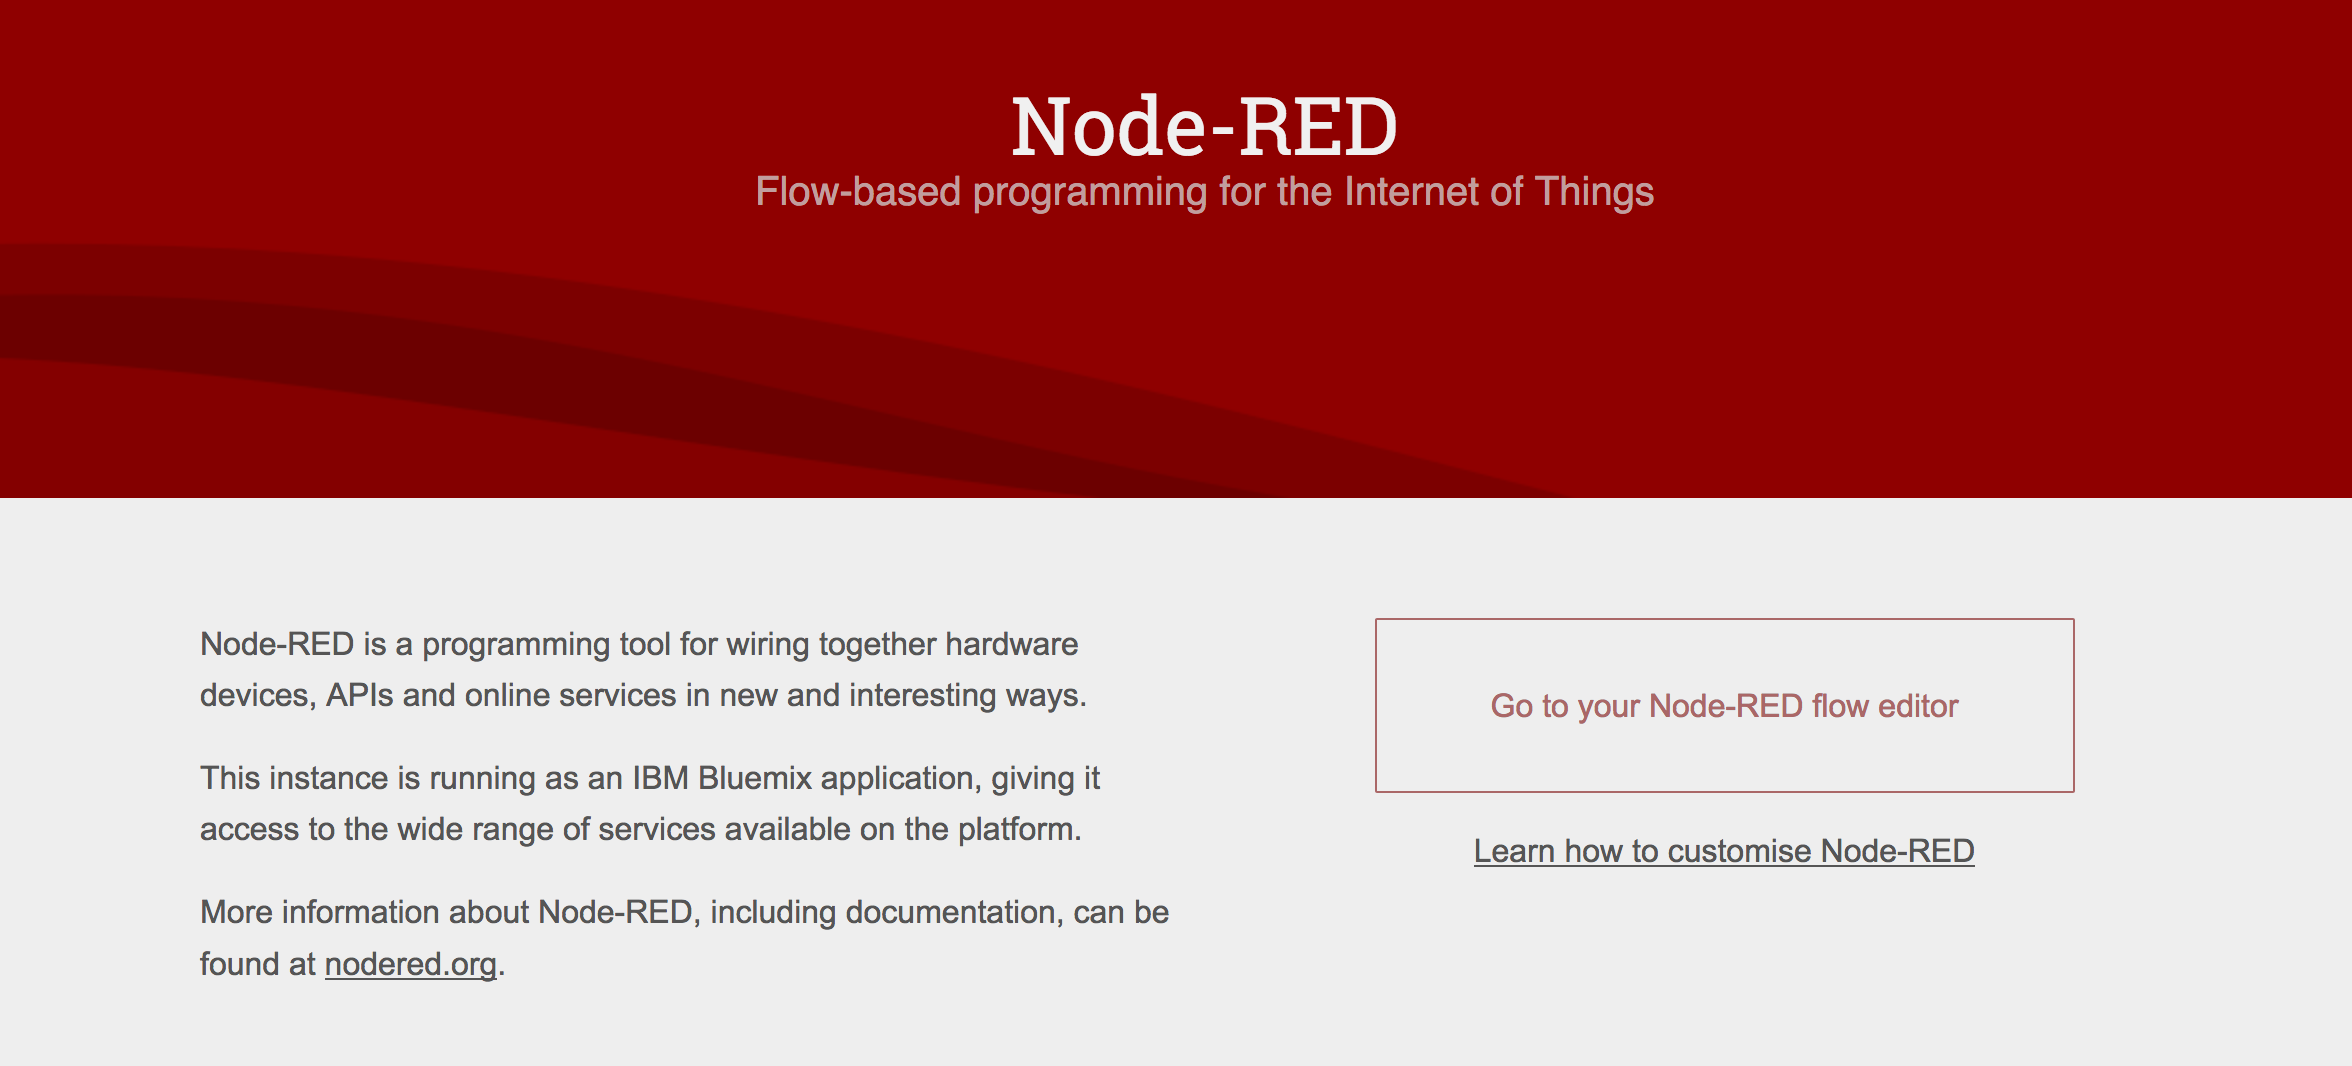 Node-RED
Flow-based programming for the Internet of Things
Node-RED is a programming tool for wiring together hardware
devices, APIs and online services in new and interesting ways.
This instance is running as an IBM Bluemix application, giving it
access to the wide range of services available on the platform.
More information about Node-RED, including documentation, can be
found at nodered.org.
Go to your Node-RED flow editor
Learn how to customise Node-RED